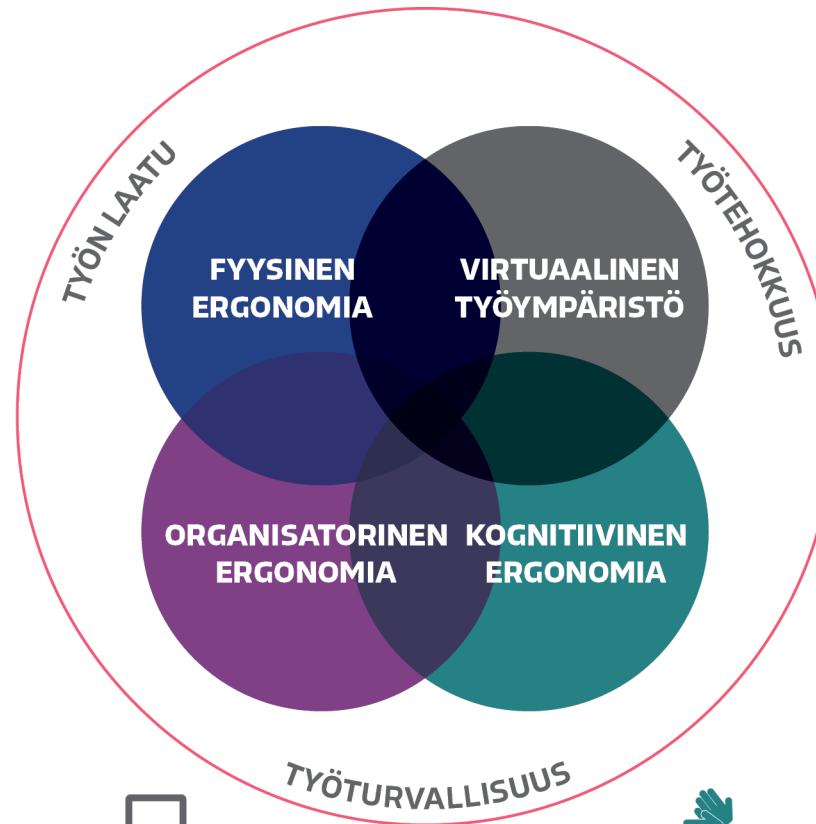 TYÖN LAATU
TYÖTEHOKKUUS
FYYSINEN
ERGONOMIA
VIRTUAALINEN
TYÖYMPÄRISTÖ
ORGANISATORINEN
ERGONOMIA
KOGNITIIVINEN
ERGONOMIA
TYÖTURVALLISUUS